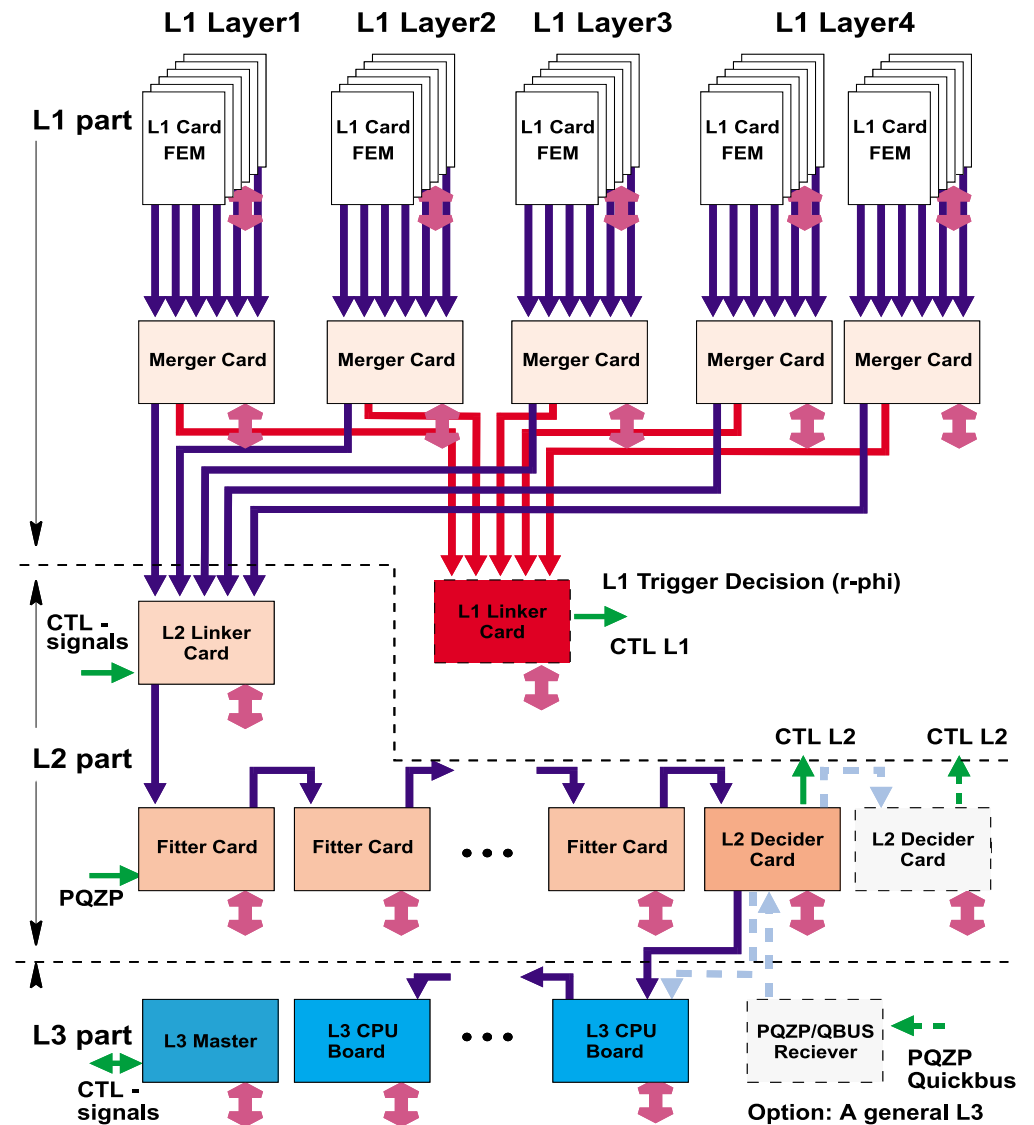 L1 Layer1
L1 Layer2
L1 Layer3
L1 Layer4
L1 part
L1 Card
FEM
L1 Card
FEM
L1 Card
FEM
L1 Card
FEM
L1 Card
FEM
Merger Card
Merger Card
Merger Card
Merger Card
Merger Card
L1 Trigger Decision (r-phi)
CTL -
signals
L2 Linker
Card
L1 Linker
Card
CTL L1
L2 part
CTL L2
CTL L2
Fitter Card
Fitter Card
• • •
Fitter Card
L2 Decider
Card
L2 Decider
Card
PQZP
L3 part
L3 Master
L3 CPU
Board
• • •
L3 CPU
Board
PQZP/QBUS
Reciever
CTL -
signals
PQZP
Quickbus
Option: A general L3